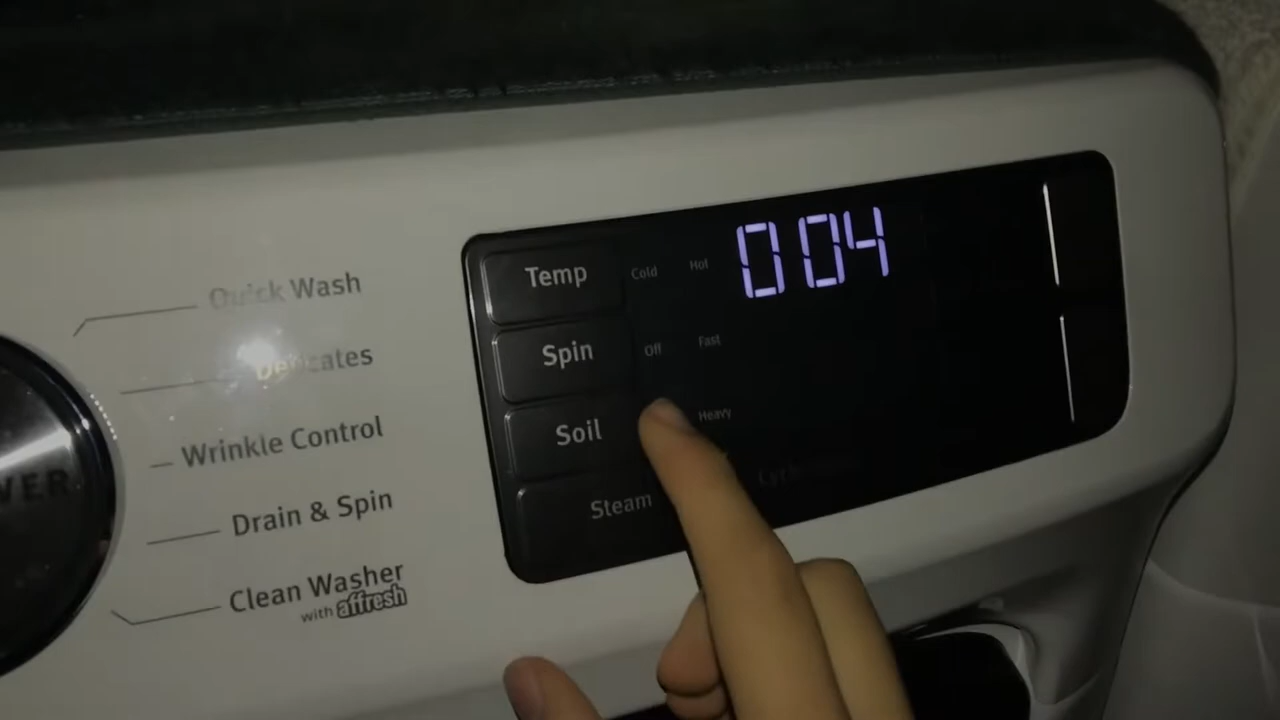 Quick Wash
Delicates
Wrinkle Control
Drain & Spin
Clean Washer
with affresh
Temp
Cold
Hot
004
Spin
Off
Fast
Soil
Heavy
Steam